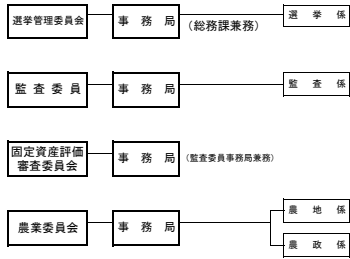 選挙管理委員会 事務局 (総務課兼務) 選挙係
監査委員 事務局 監査係
固定資産評価
審査委員会 事務局 (監査委員事務局兼務)
農業委員会 事務局 農地係
農政係